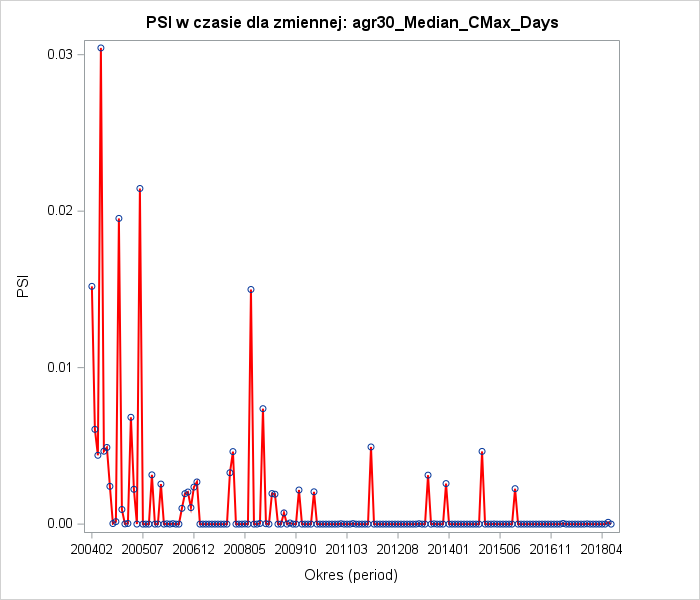 PSI w czasie dla zmiennej: agr30_Median_CMax_Days
0.03
0.02
0.01
0.00
PSI
200402 200507 200612 200805 200910 201103 201208 201401 201506 201611 201804
Okres (period)